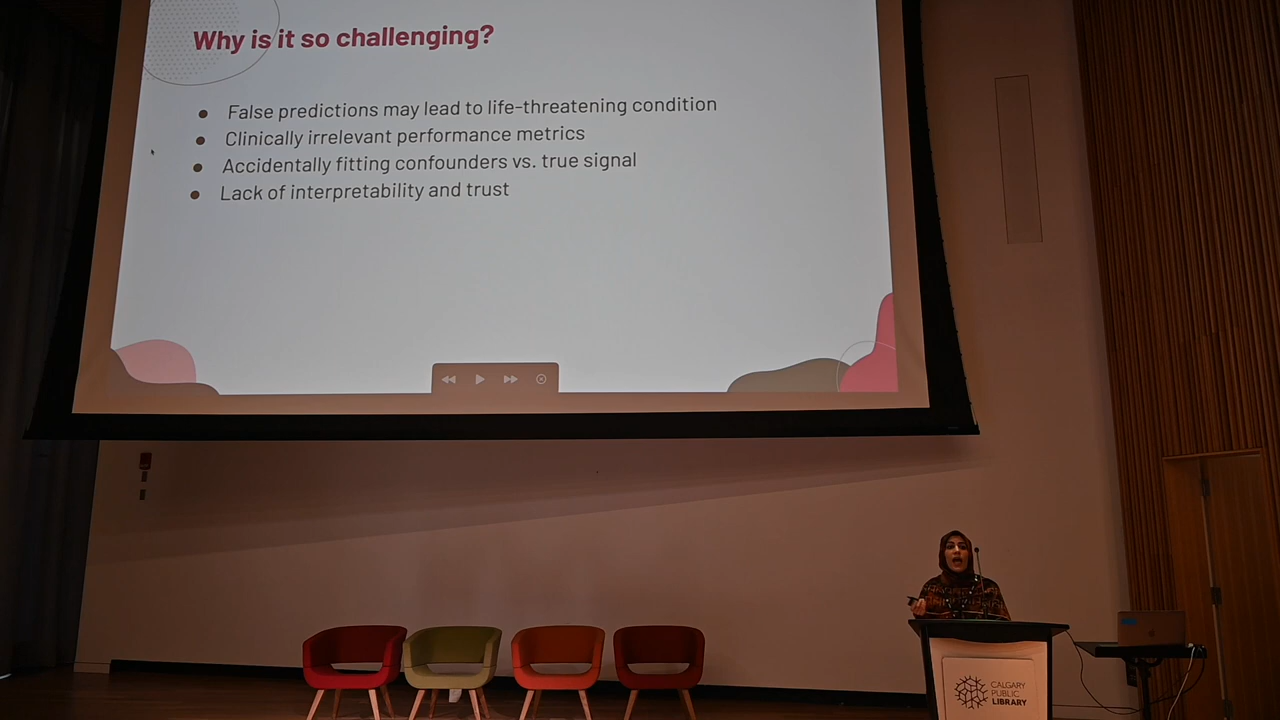 Why is it so challenging?
● False predictions may lead to life-threatening condition
● Clinically irrelevant performance metrics
● Accidentally fitting confounders vs. true signal
● Lack of interpretability and trust
CALGARY
PUBLIC
LIBRARY